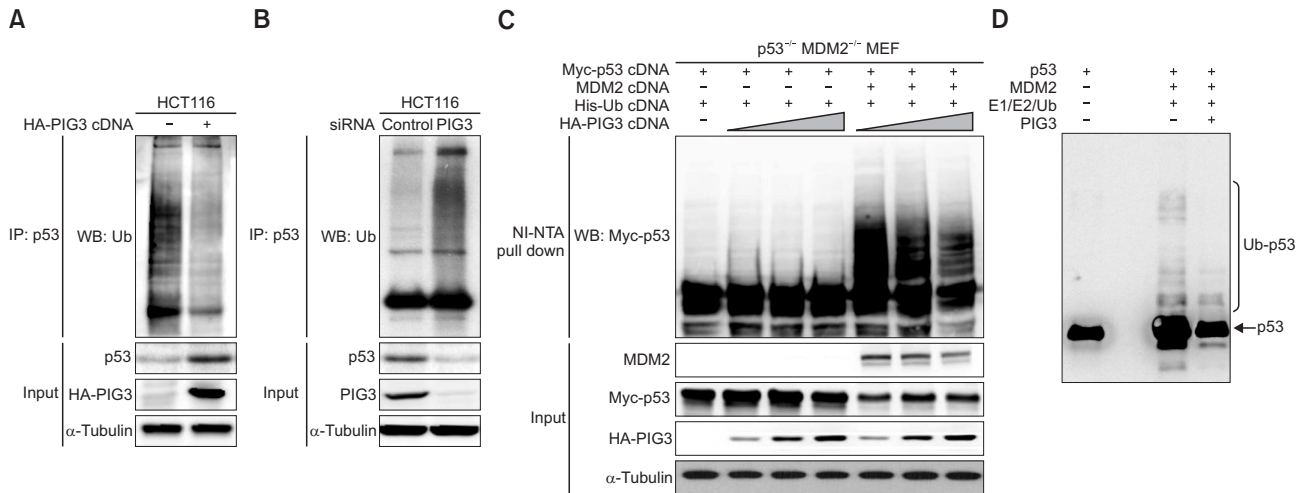 A
HCT116
HA-PIG3 cDNA – +
IP: p53
WB: Ub
p53
Input
HA-PIG3
α-Tubulin
B
HCT116
siRNA Control PIG3
IP: p53
WB: Ub
p53
Input
PIG3
α-Tubulin
C
p53-/- MDM2-/- MEF
Myc-p53 cDNA + + + + + + +
MDM2 cDNA – – – – + + +
His-Ub cDNA + + + + + + +
HA-PIG3 cDNA –
NI-NTA
pull down
WB: Myc-p53
MDM2
Myc-p53
Input
HA-PIG3
α-Tubulin
D
p53 + + +
MDM2 – + +
E1/E2/Ub – + +
PIG3 – – +
Ub-p53
p53